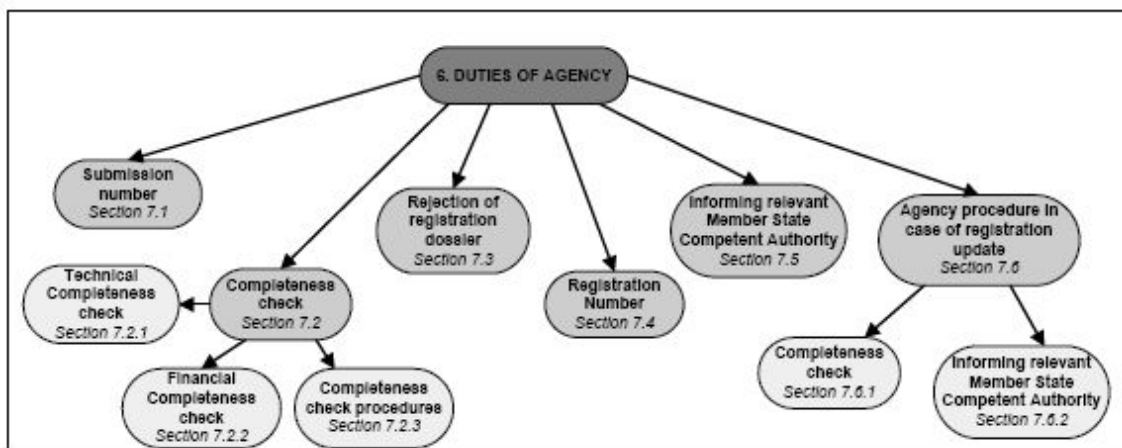 6. DUTIES OF AGENCY
Submission
number
Section 7.1
Rejection of
registration
dossier
Section 7.3
Informing relevant
Member State
Competent Authority
Section 7.5
Agency procedure in
case of registration
update
Section 7.6
Technical
Completeness
check
Section 7.2.1
Completeness
check
Section 7.2
Registration
Number
Section 7.4
Financial
Completeness
check
Section 7.2.2
Completeness
check procedures
Section 7.2.3
Completeness
check
Section 7.6.1
Informing relevant
Member State
Competent Authority
Section 7.6.2